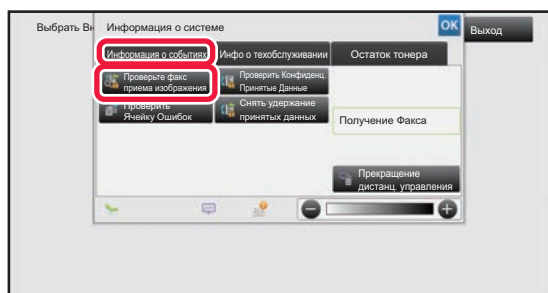 Выбрать Вн
Информация о системе
OK
Выход
Информация о событиях
Инфо о техобслуживании
Остаток тонера
Проверьте факс
приема изображения
Проверить Конфиденц.
Принятые Данные
Проверить
Ячейку Ошибок
Снять удержание
принятых данных
Получение Факса
Прекращение
дистанц. управления